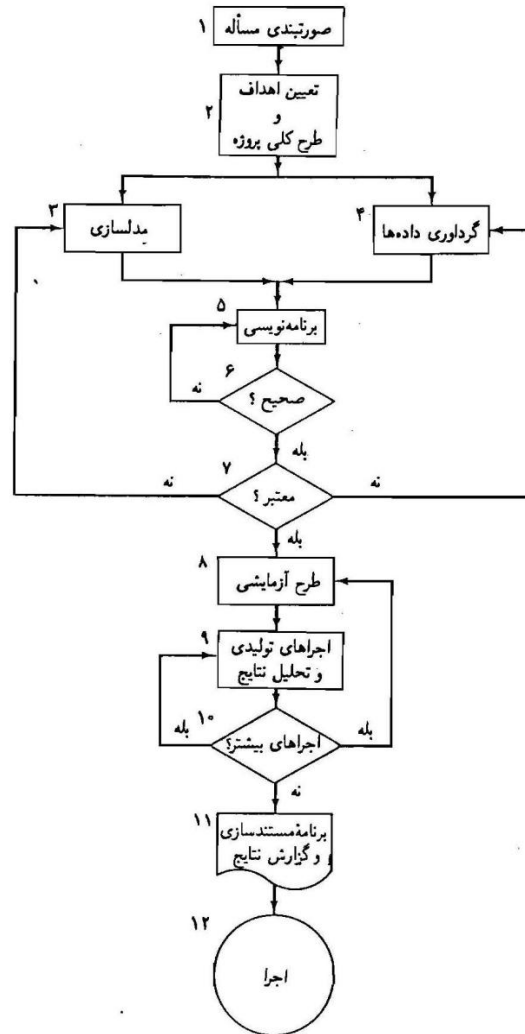 ۱
صورتبندی مسأله
۲
تعیین اهداف
و
طرح کلی پروژه
۳
مدلسازی
۴
گرداوری داده‌ها
۵
برنامه‌نویسی
۶
صحیح ؟
نه
بله
۷
معتبر ؟
نه
نه
بله
۸
طرح آزمایشی
۹
اجراهای تولیدی
و تحلیل نتایج
۱۰
اجراهای بیشتر؟
بله
بله
نه
۱۱
برنامهٔ مستندسازی
و گزارش نتایج
۱۲
اجرا